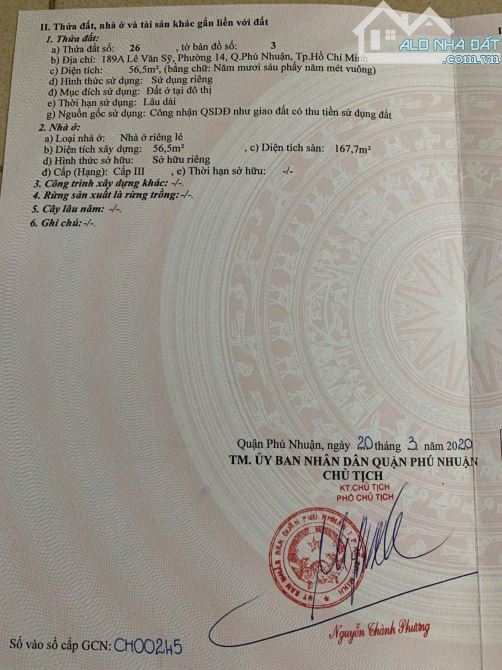 ALO NHÀ ĐẤT
II. Thửa đất, nhà ở và tài sản khác gắn liền với đất
1. Thửa đất:
a) Thửa đất số: 26 , tờ bản đồ số: 3
b) Địa chỉ: 189A Lê Văn Sỹ, Phường 14, Q.Phú Nhuận, Tp.Hồ Chí Minh
c) Diện tích: 56,5m², (bằng chữ: Năm mươi sáu phẩy năm mét vuông)
d) Hình thức sử dụng: Sử dụng riêng
đ) Mục đích sử dụng: Đất ở tại đô thị
e) Thời hạn sử dụng: Lâu dài
g) Nguồn gốc sử dụng: Công nhận QSDĐ như giao đất có thu tiền sử dụng đất
2. Nhà ở:
a) Loại nhà ở: Nhà ở riêng lẻ
b) Diện tích xây dựng: 56,5m² , c) Diện tích sàn: 167,7m²
d) Hình thức sở hữu: Sở hữu riêng
đ) Cấp (Hạng): Cấp III , e) Thời hạn sở hữu: -/-
3. Công trình xây dựng khác: -/-.
4. Rừng sản xuất là rừng trồng: -/-.
5. Cây lâu năm: -/-.
6. Ghi chú: -/-.
Quận Phú Nhuận, ngày 20 tháng 3 năm 2020
TM. ỦY BAN NHÂN DÂN QUẬN PHÚ NHUẬN
CHỦ TỊCH
KT.CHỦ TỊCH
PHÓ CHỦ TỊCH
Nguyễn Thành Phương
Số vào sổ cấp GCN: CH00245